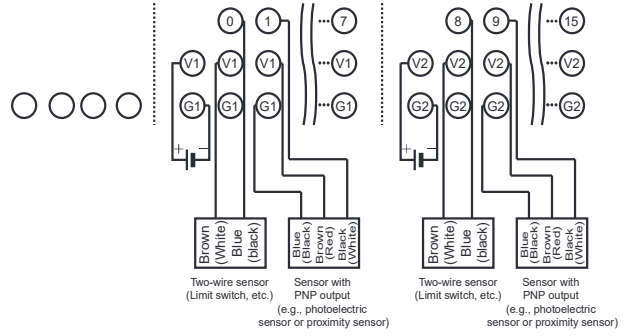 0 1 7 8 9 15
V1 V1 V1 V1 V2 V2 V2 V2
G1 G1 G1 G1 G2 G2 G2 G2
+ − + −
Brown
(White)
Blue
(black)
Blue
(Black)
Brown
(Red)
Black
(White)
Brown
(White)
Blue
(black)
Blue
(Black)
Brown
(Red)
Black
(White)
Two-wire sensor
(Limit switch, etc.)
Sensor with
PNP output
(e.g., photoelectric
sensor or proximity sensor)
Two-wire sensor
(Limit switch, etc.)
Sensor with
PNP output
(e.g., photoelectric
sensor or proximity sensor)